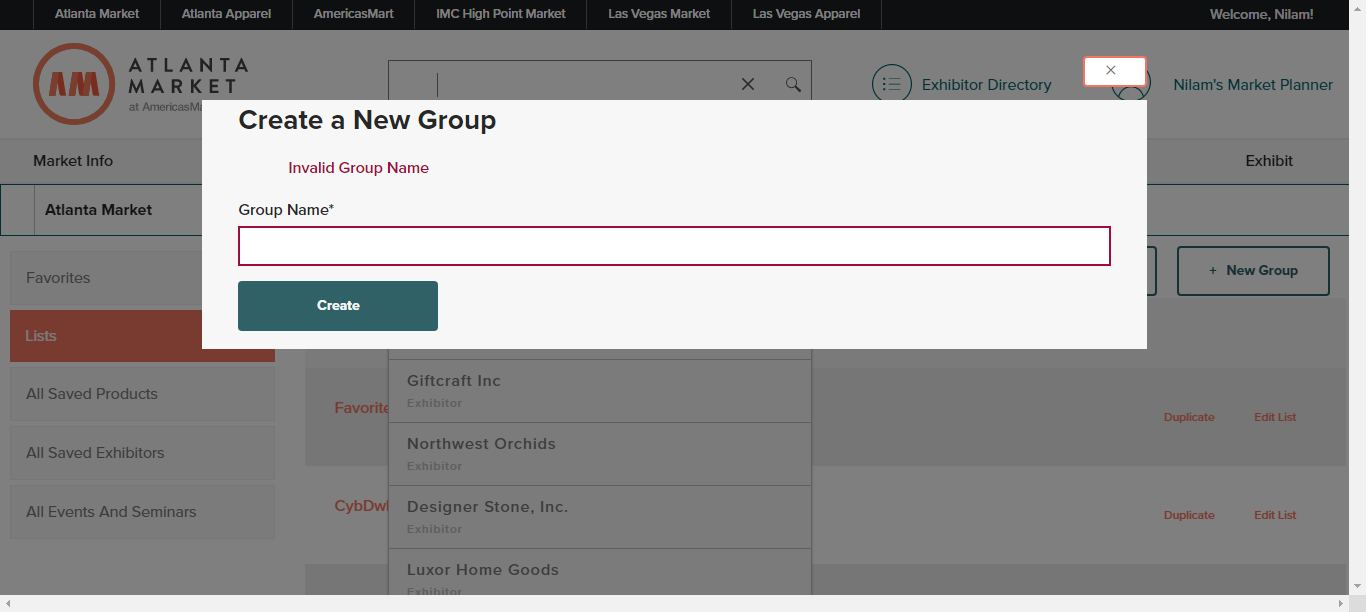 Atlanta Market Atlanta Apparel AmericasMart IMC High Point Market Las Vegas Market Las Vegas Apparel Welcome, Nilam!
ATLANTA
MARKET
at AmericasMa
Exhibitor Directory
Nilam's Market Planner
Create a New Group
Market Info
Exhibit
Invalid Group Name
Atlanta Market
Group Name*
Favorites
+ New Group
Create
Lists
Giftcraft Inc
Exhibitor
All Saved Products
Favorite
Duplicate Edit List
Northwest Orchids
Exhibitor
All Saved Exhibitors
Designer Stone, Inc.
Exhibitor
CybDw
Duplicate Edit List
All Events And Seminars
Luxor Home Goods
Exhibitor